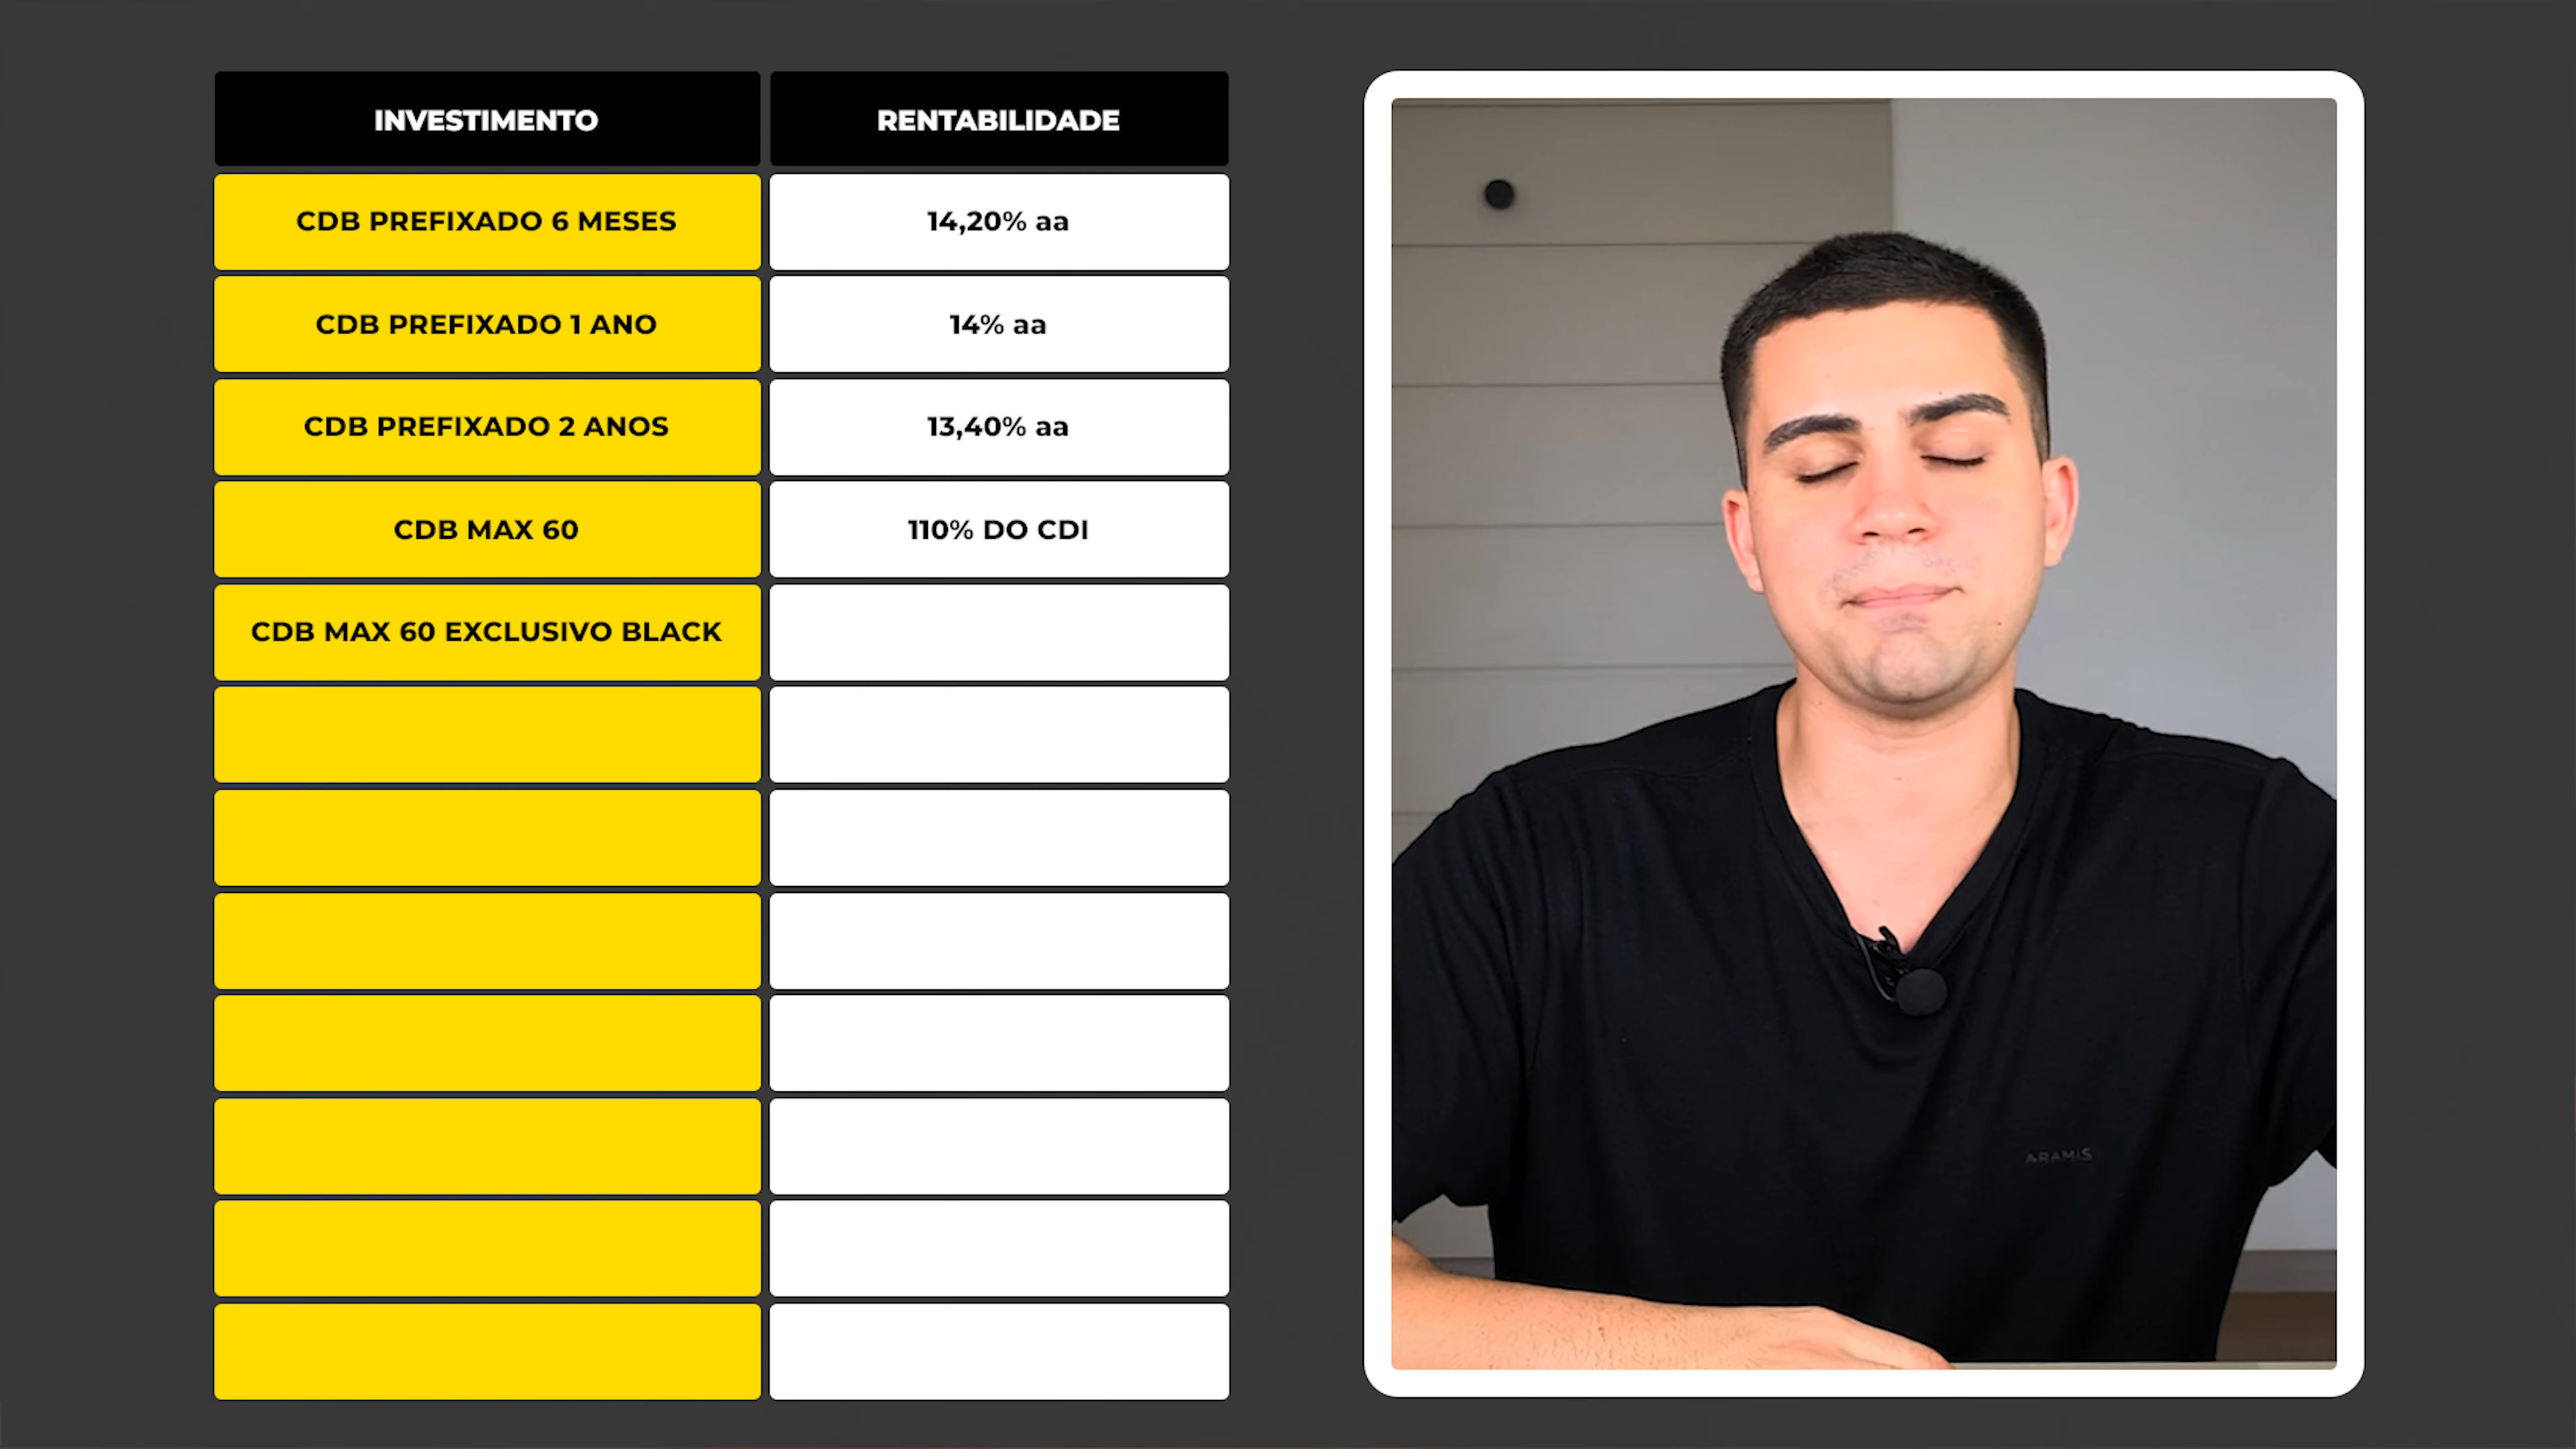 INVESTIMENTO RENTABILIDADE
CDB PREFIXADO 6 MESES 14,20% aa
CDB PREFIXADO 1 ANO 14% aa
CDB PREFIXADO 2 ANOS 13,40% aa
CDB MAX 60 110% DO CDI
CDB MAX 60 EXCLUSIVO BLACK
ARAMIS